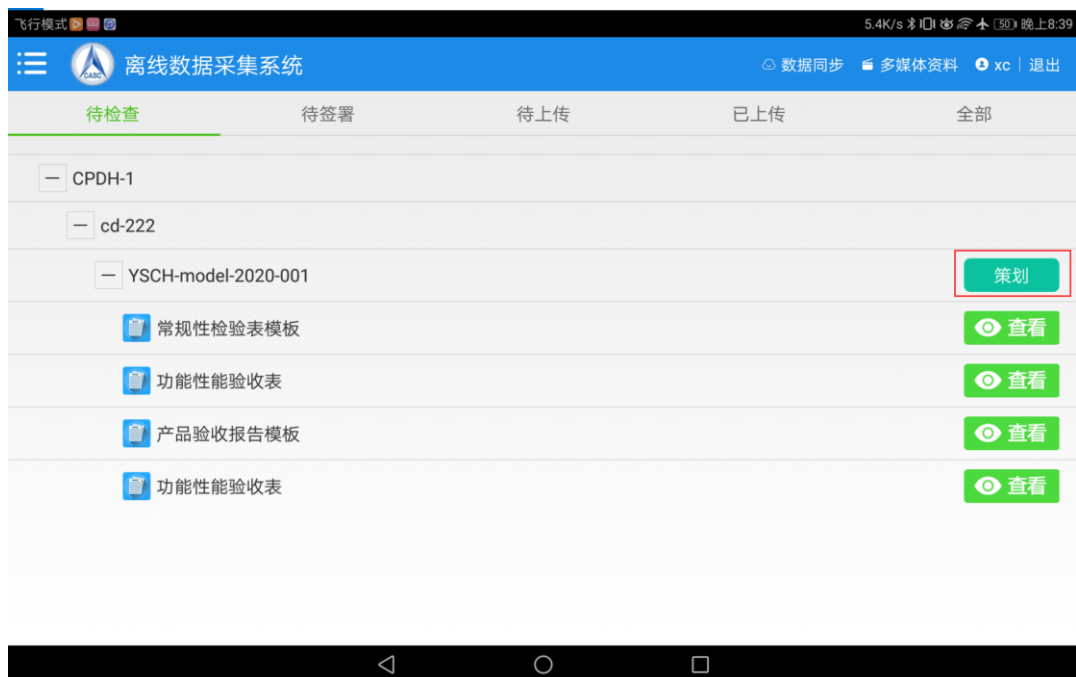 飞行模式 5.4K/s 50 晚上8:39
CASC 离线数据采集系统 数据同步 多媒体资料 xc 退出
待检查 待签署 待上传 已上传 全部
CPDH-1
cd-222
YSCH-model-2020-001 策划
常规性检验表模板 查看
功能性能验收表 查看
产品验收报告模板 查看
功能性能验收表 查看